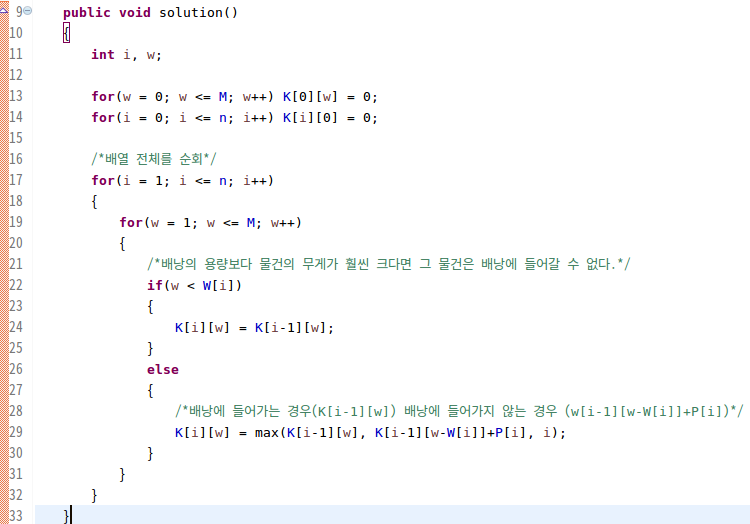 9 public void solution()
10 {
11 int i, w;
12
13 for(w = 0; w <= M; w++) K[0][w] = 0;
14 for(i = 0; i <= n; i++) K[i][0] = 0;
15
16 /*배열 전체를 순회*/
17 for(i = 1; i <= n; i++)
18 {
19 for(w = 1; w <= M; w++)
20 {
21 /*배낭의 용량보다 물건의 무게가 훨씬 크다면 그 물건은 배낭에 들어갈 수 없다.*/
22 if(w < W[i])
23 {
24 K[i][w] = K[i-1][w];
25 }
26 else
27 {
28 /*배낭에 들어가는 경우(K[i-1][w]) 배낭에 들어가지 않는 경우 (w[i-1][w-W[i]]+P[i])*/
29 K[i][w] = max(K[i-1][w], K[i-1][w-W[i]]+P[i], i);
30 }
31 }
32 }
33 }